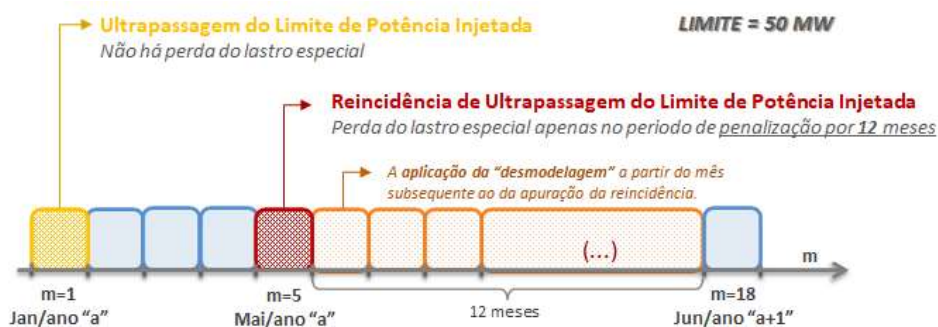 Ultrapassagem do Limite de Potência Injetada
LIMITE = 50 MW
Não há perda do lastro especial
Reincidência de Ultrapassagem do Limite de Potência Injetada
Perda do lastro especial apenas no período de penalização por 12 meses
A aplicação da “desmodelagem” a partir do mês
subsequente ao da apuração da reincidência.
(...)
m
m=1
Jan/ano “a”
m=5
Mai/ano “a”
12 meses
m=18
Jun/ano “a+1”